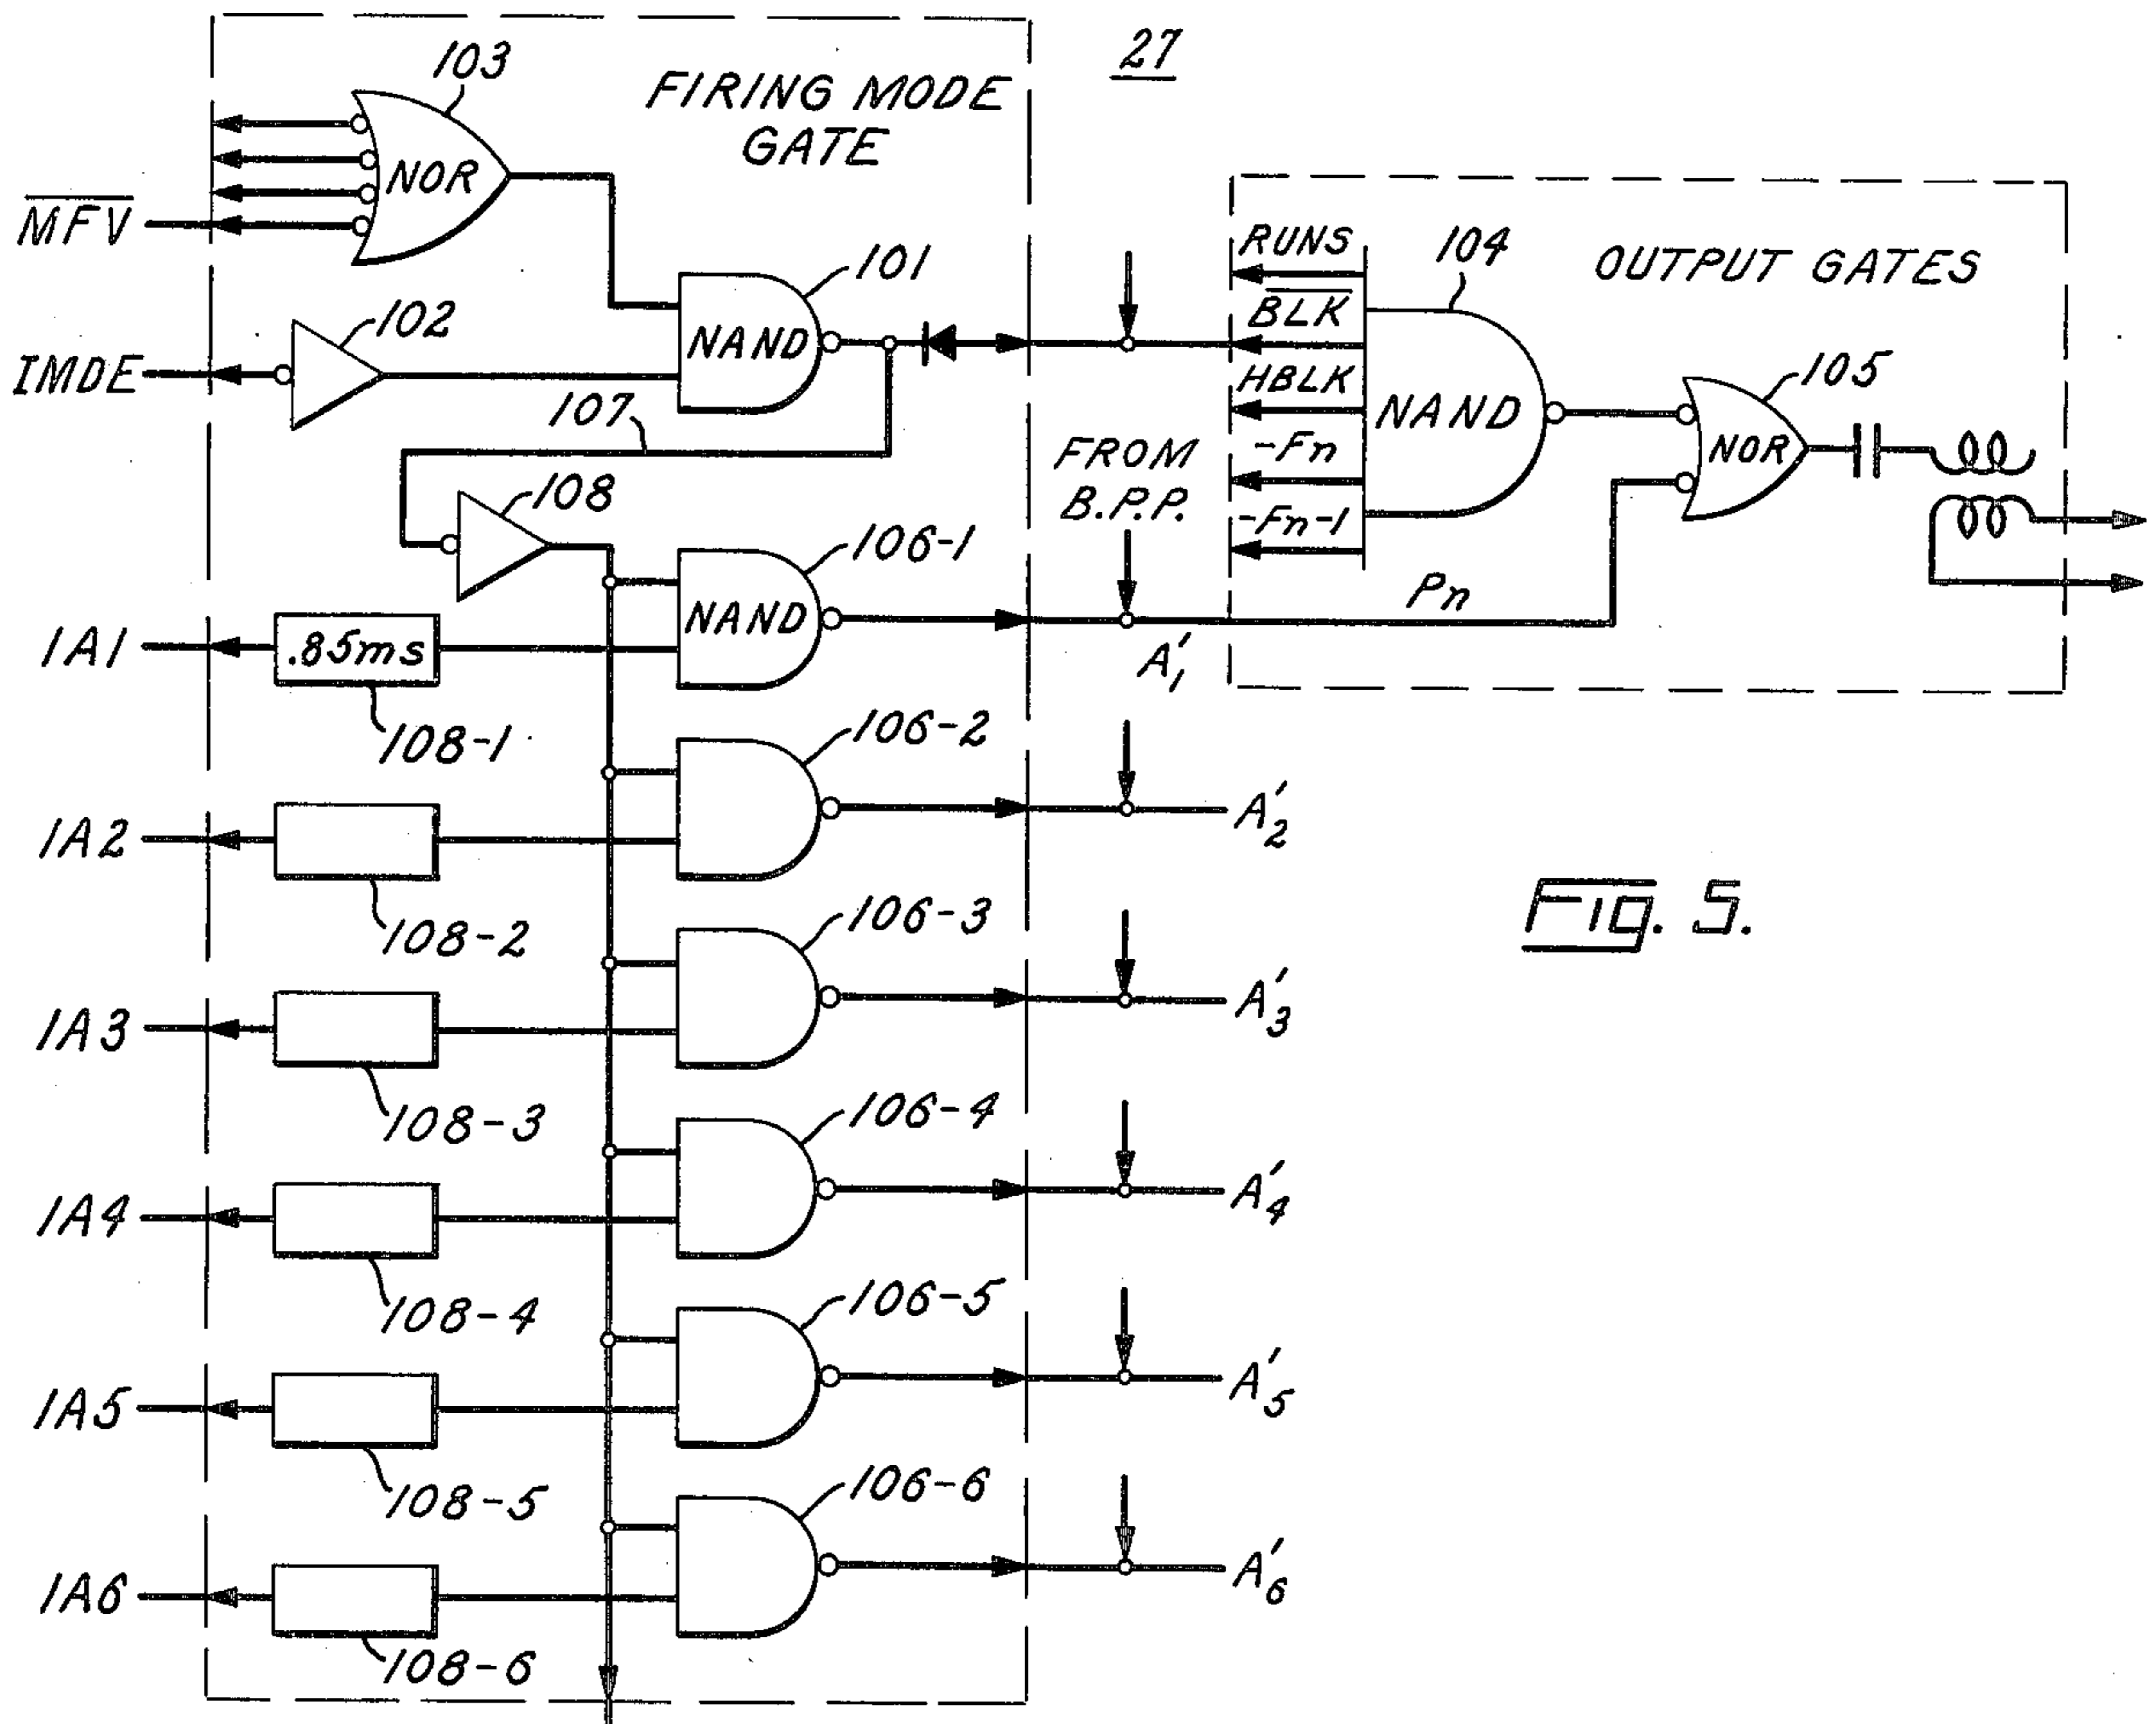 27
103
FIRING MODE
GATE
NOR
M̅F̅V̅
101
NAND
102
IMDE
107
108
RUNS
B̅L̅K̅
HBLK
-Fn
-Fn-1
104
OUTPUT GATES
NAND
105
NOR
FROM
B.P.P.
Pn
106-1
NAND
IA1
.85ms
108-1
A'1
106-2
IA2
108-2
A'2
106-3
IA3
108-3
A'3
Fig. 5.
106-4
IA4
108-4
A'4
106-5
IA5
108-5
A'5
106-6
IA6
108-6
A'6